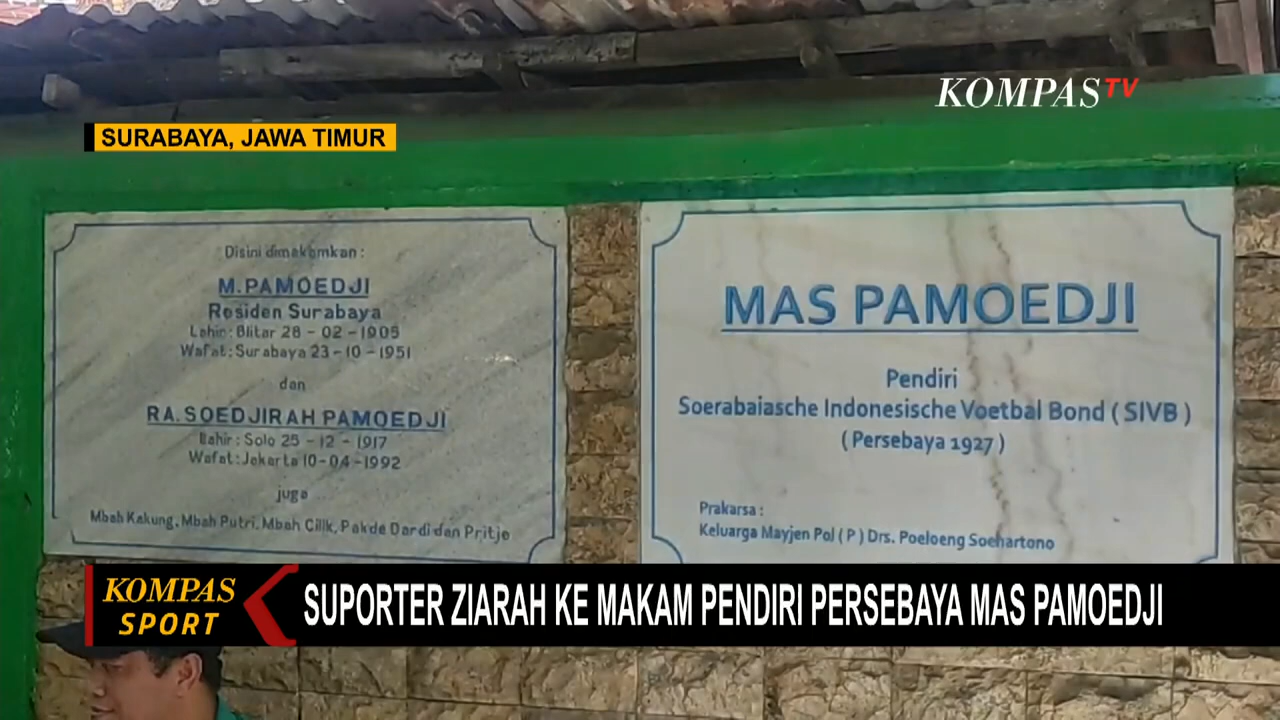 KOMPASTV
SURABAYA, JAWA TIMUR
Disini dimakamkan :
M.PAMOEDJI
Residen Surabaya
Lahir: Blitar 28 - 02 - 1905
Wafat: Surabaya 23 - 10 - 1951
dan
RA. SOEDJIRAH PAMOEDJI
Lahir : Solo 25 - 12 - 1917
Wafat: Jakarta 10 - 04 - 1992
juga
Mbah Kakung, Mbah Putri, Mbah Cilik, Pakde Dardi dan Pritjo
MAS PAMOEDJI
Pendiri
Soerabaiasche Indonesische Voetbal Bond ( SIVB )
( Persebaya 1927 )
Prakarsa :
Keluarga Mayjen Pol ( P ) Drs. Poeloeng Soehartono
KOMPAS
SPORT
SUPORTER ZIARAH KE MAKAM PENDIRI PERSEBAYA MAS PAMOEDJI